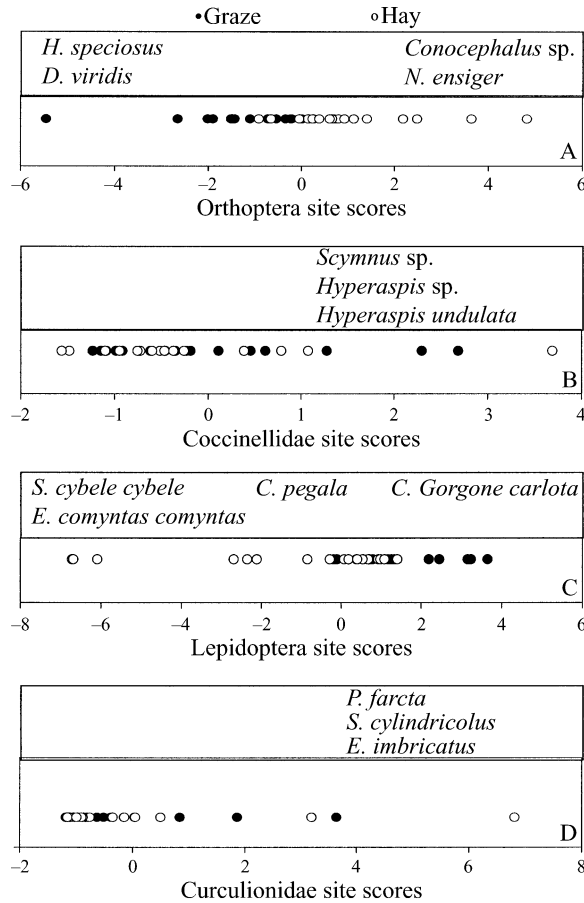 •Graze ○Hay
H. speciosus Conocephalus sp.
D. viridis N. ensiger
A
−6 −4 −2 0 2 4 6
Orthoptera site scores
Scymnus sp.
Hyperaspis sp.
Hyperaspis undulata
B
−2 −1 0 1 2 3 4
Coccinellidae site scores
S. cybele cybele C. pegala C. Gorgone carlota
E. comyntas comyntas
C
−8 −6 −4 −2 0 2 4 6
Lepidoptera site scores
P. farcta
S. cylindricolus
E. imbricatus
D
−2 0 2 4 6 8
Curculionidae site scores